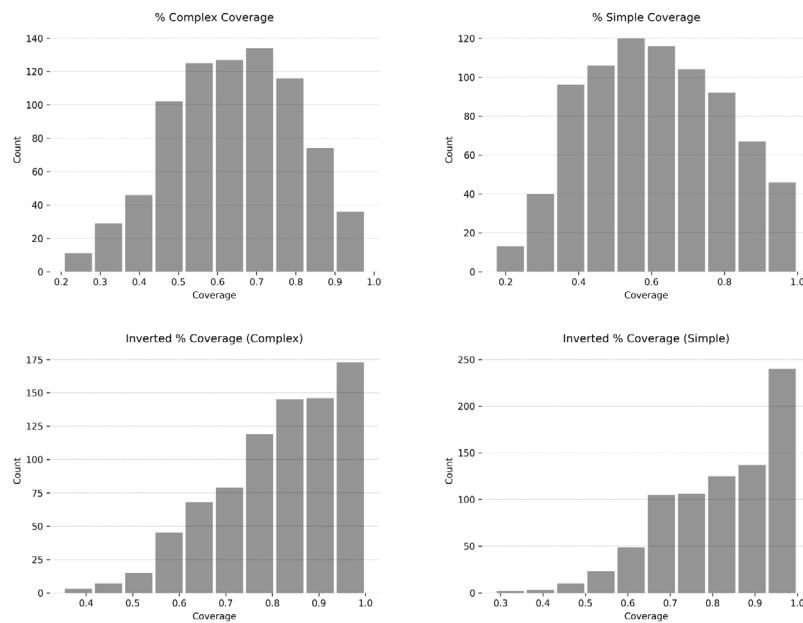 % Complex Coverage
140
120
100
80
60
40
20
0
Count
0.2 0.3 0.4 0.5 0.6 0.7 0.8 0.9 1.0
Coverage
% Simple Coverage
120
100
80
60
40
20
0
Count
0.2 0.4 0.6 0.8 1.0
Coverage
Inverted % Coverage (Complex)
175
150
125
100
75
50
25
0
Count
0.4 0.5 0.6 0.7 0.8 0.9 1.0
Coverage
Inverted % Coverage (Simple)
250
200
150
100
50
0
Count
0.3 0.4 0.5 0.6 0.7 0.8 0.9 1.0
Coverage